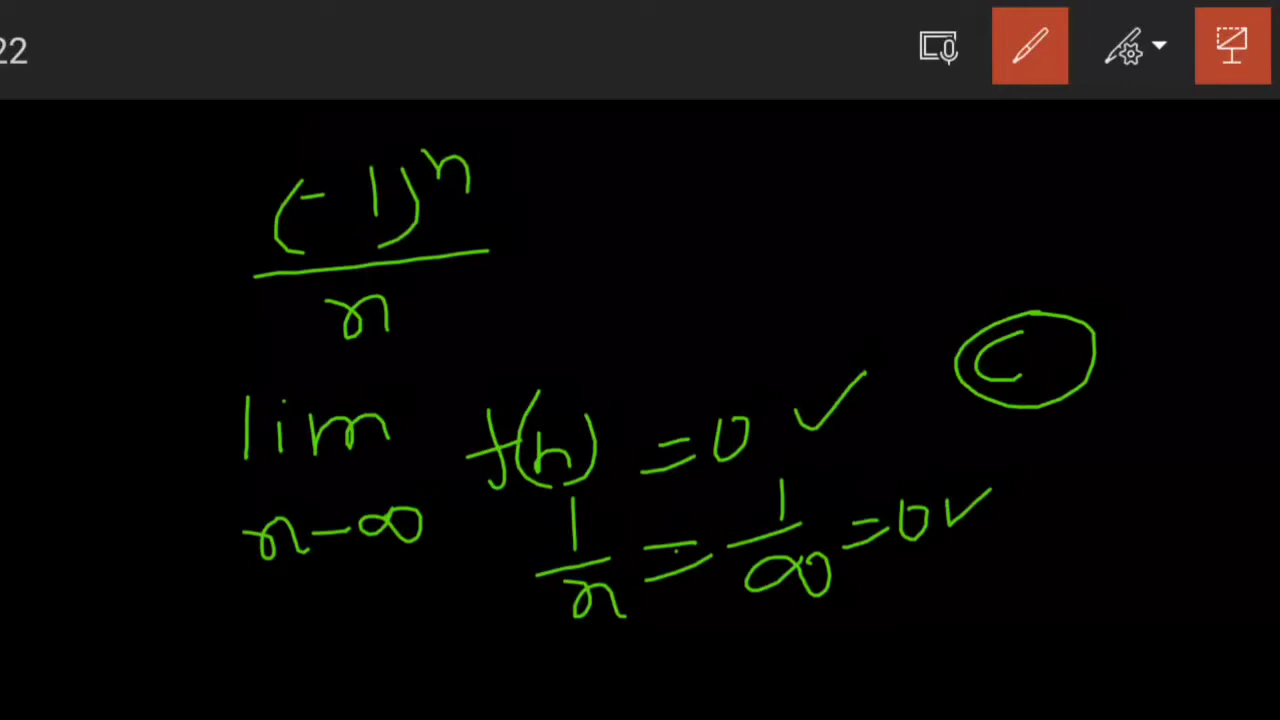 22
(-1)^n
n
C
lim f(n) = 0 ✓
n-∞ 1/n = 1/∞ = 0 ✓